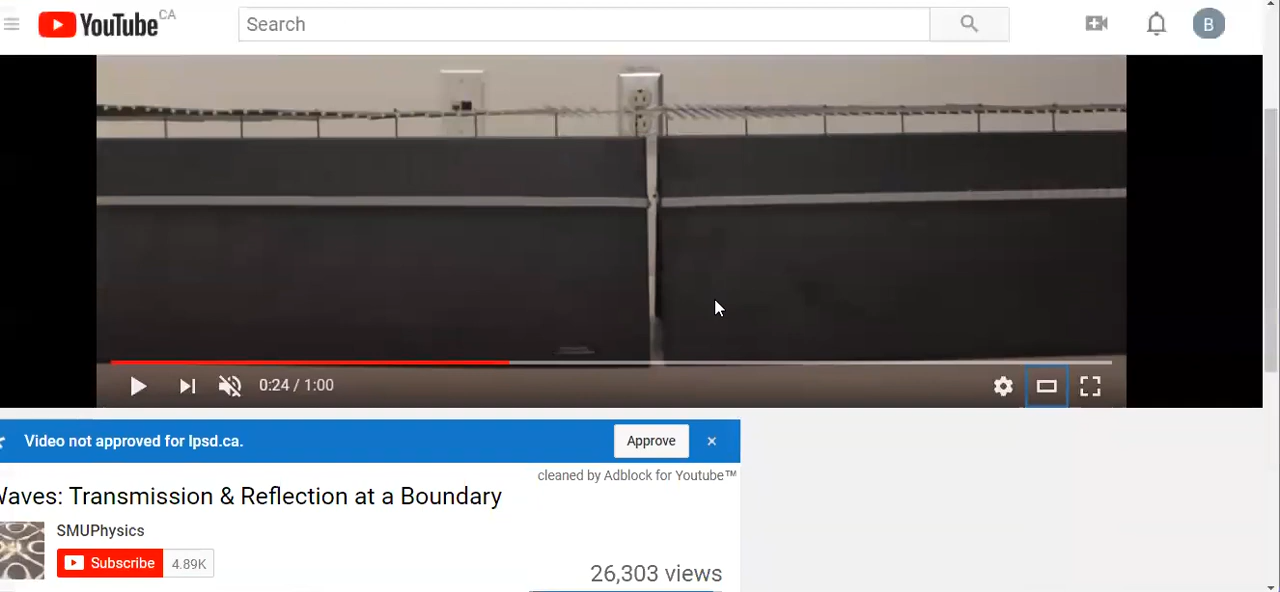 YouTube CA
Search
B
0:24 / 1:00
Video not approved for lpsd.ca.
Approve
cleaned by Adblock for Youtube™
Waves: Transmission & Reflection at a Boundary
SMUPhysics
Subscribe 4.89K
26,303 views